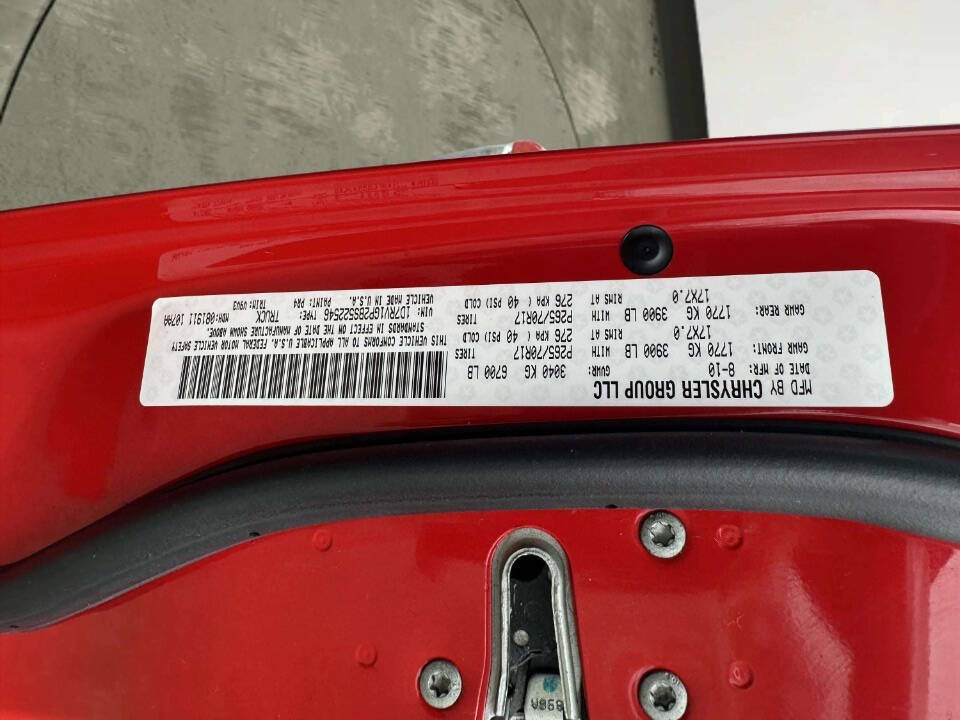 MFD BY CHRYSLER GROUP LLC
DATE OF MFR: 8-10 GVWR: 3040 KG 6700 LB
GAWR FRONT: 1770 KG 3900 LB WITH P265/70R17 TIRES
17X7.0 RIMS AT 276 KPA ( 40 PSI) COLD
GAWR REAR: 1770 KG 3900 LB WITH P265/70R17 TIRES
17X7.0 RIMS AT 276 KPA ( 40 PSI) COLD
THIS VEHICLE CONFORMS TO ALL APPLICABLE U.S.A. FEDERAL MOTOR VEHICLE SAFETY
STANDARDS IN EFFECT ON THE DATE OF MANUFACTURE SHOWN ABOVE.
VIN: 1D7RV1GP2BS522546 TYPE: TRUCK MDH: 081911 107AA
VEHICLE MADE IN U.S.A. PAINT: PR4 TRIM: V9U3